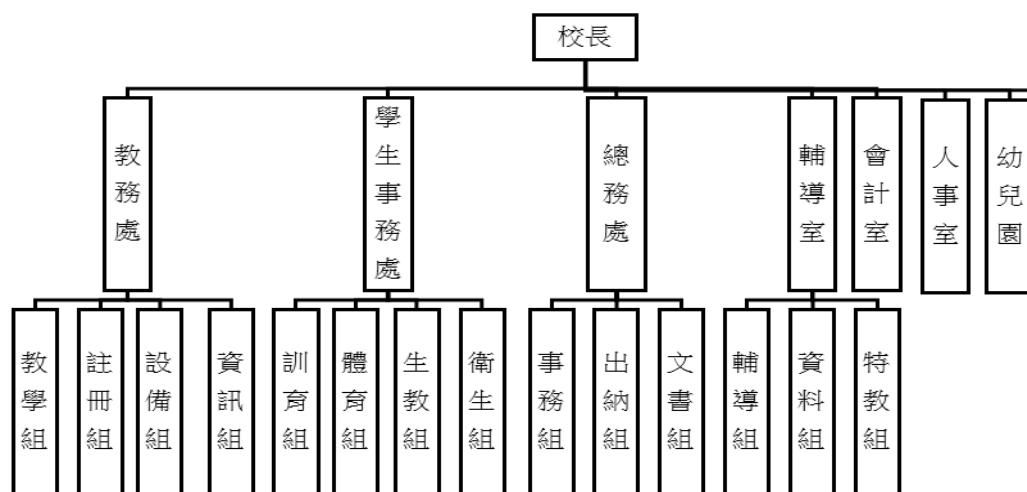 校長
教務處
學生事務處
總務處
輔導室
會計室
人事室
幼兒園
教學組
註冊組
設備組
資訊組
訓育組
體育組
生教組
衛生組
事務組
出納組
文書組
輔導組
資料組
特教組